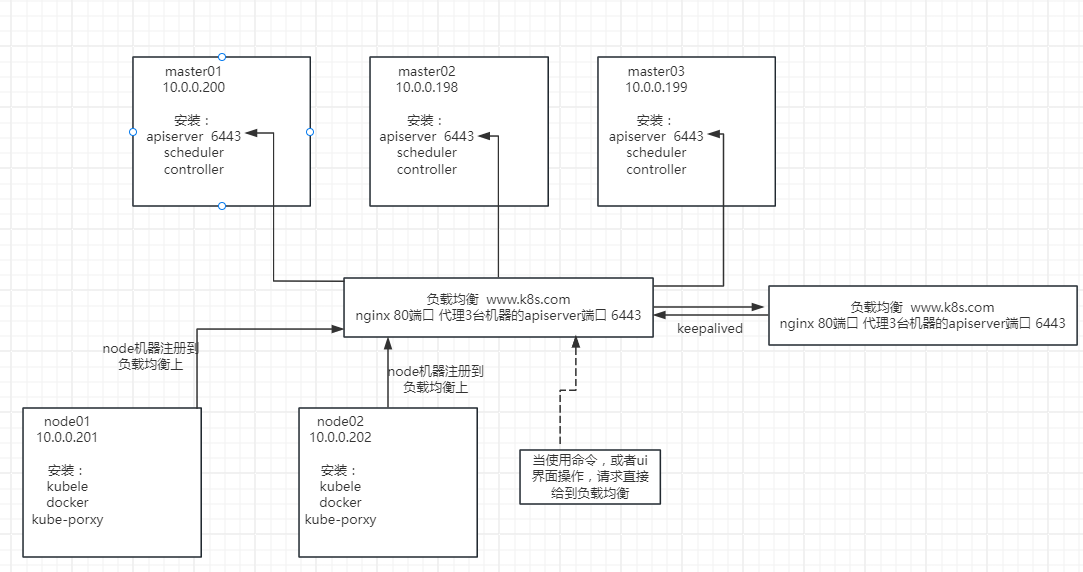 master01
10.0.0.200
安装：
apiserver 6443
scheduler
controller
master02
10.0.0.198
安装：
apiserver 6443
scheduler
controller
master03
10.0.0.199
安装：
apiserver 6443
scheduler
controller
负载均衡 www.k8s.com
nginx 80端口 代理3台机器的apiserver端口 6443
keepalived
负载均衡 www.k8s.com
nginx 80端口 代理3台机器的apiserver端口 6443
node机器注册到
负载均衡上
node机器注册到
负载均衡上
node01
10.0.0.201
安装：
kubele
docker
kube-porxy
node02
10.0.0.202
安装：
kubele
docker
kube-porxy
当使用命令，或者ui
界面操作，请求直接
给到负载均衡